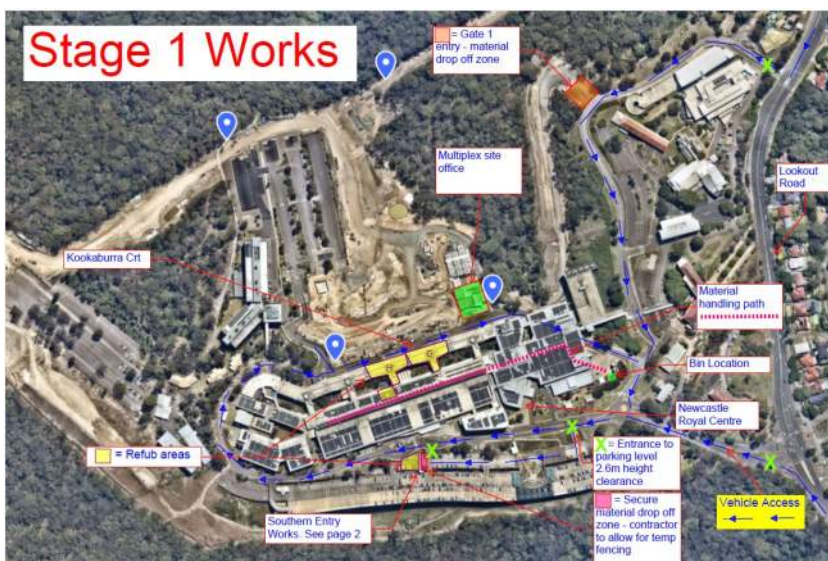 Stage 1 Works
= Gate 1
entry - material
drop off zone
Multiplex site
office
Lookout
Road
Kookaburra Crt
Material
handling path
Bin Location
Newcastle
Royal Centre
= Refub areas
X = Entrance to
parking level
2.6m height
clearance
Vehicle Access
Southern Entry
Works. See page 2
= Secure
material drop off
zone - contractor
to allow for temp
fencing